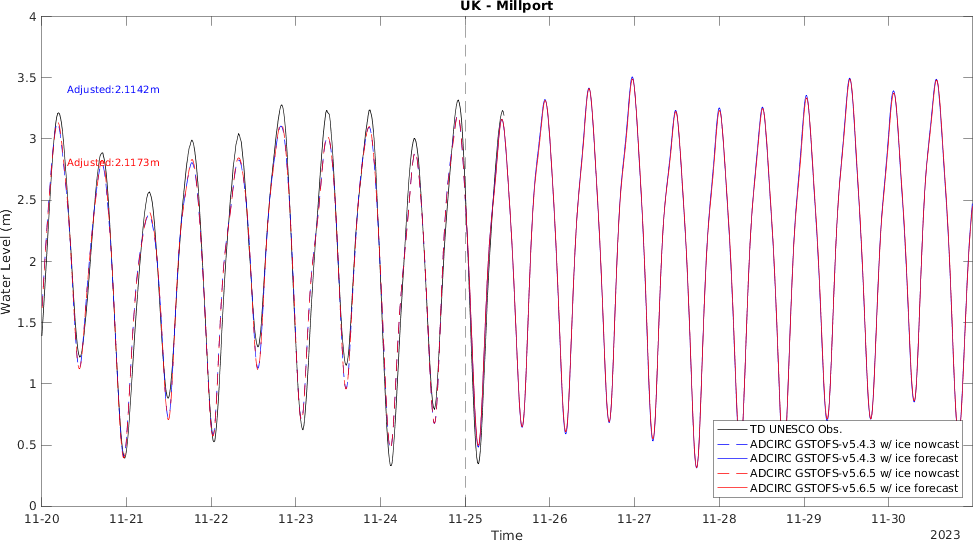 UK - Millport
4
3.5
3
2.5
2
1.5
1
0.5
0
Water Level (m)
Adjusted:2.1142m
Adjusted:2.1173m
TD UNESCO Obs.
ADCIRC GSTOFS-v5.4.3 w/ ice nowcast
ADCIRC GSTOFS-v5.4.3 w/ ice forecast
ADCIRC GSTOFS-v5.6.5 w/ ice nowcast
ADCIRC GSTOFS-v5.6.5 w/ ice forecast
11-20 11-21 11-22 11-23 11-24 11-25 11-26 11-27 11-28 11-29 11-30
Time
2023